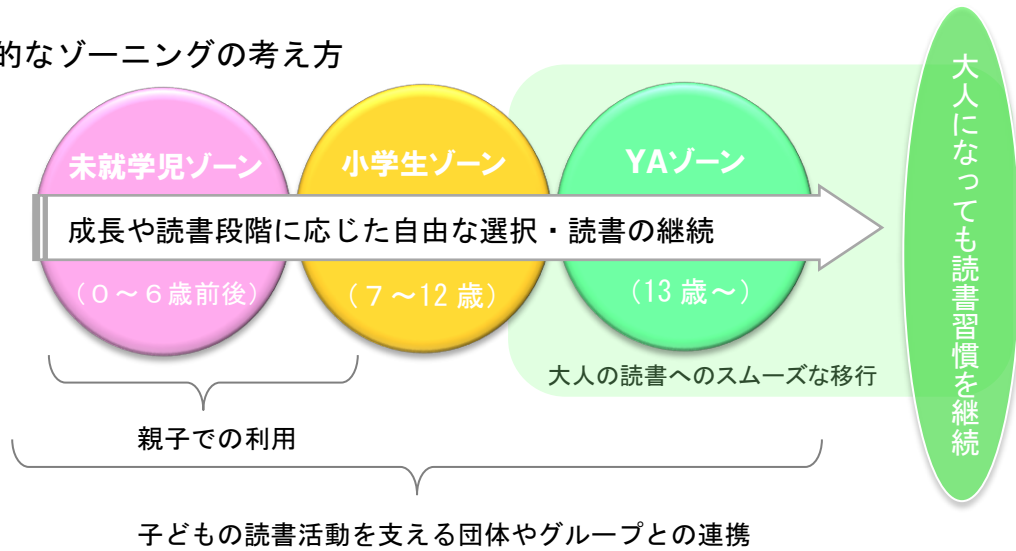 的なゾーニングの考え方
未就学児ゾーン
小学生ゾーン
YAゾーン
成長や読書段階に応じた自由な選択・読書の継続
（０～６歳前後）
（７～12歳）
（13歳～）
大人の読書へのスムーズな移行
大人になっても読書習慣を継続
親子での利用
子どもの読書活動を支える団体やグループとの連携